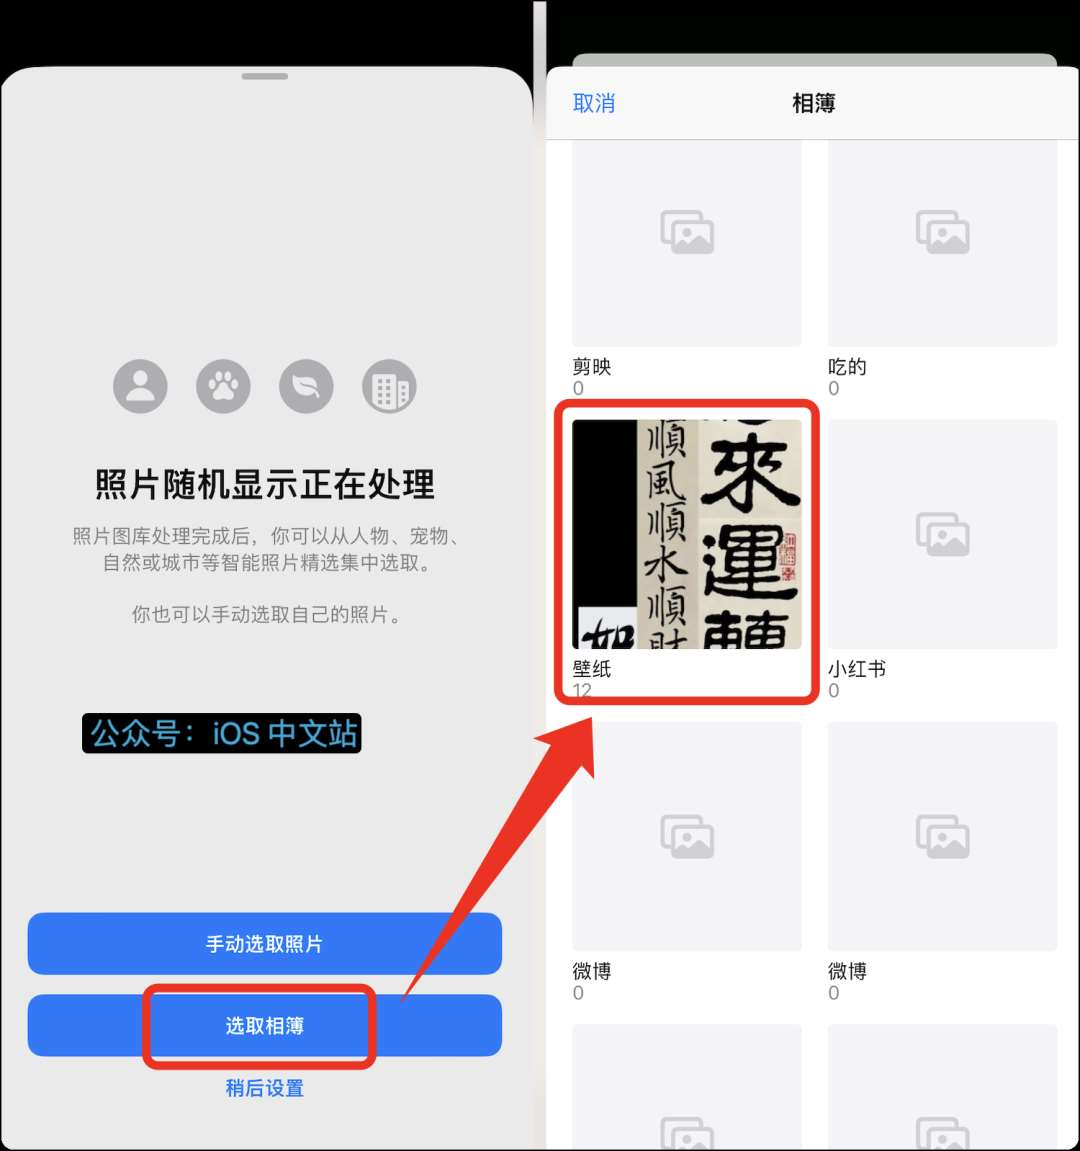 照片随机显示正在处理
照片图库处理完成后，你可以从人物、宠物、
自然或城市等智能照片精选集中选取。
你也可以手动选取自己的照片。
公众号：iOS 中文站
手动选取照片
选取相簿
稍后设置
取消
相簿
剪映
0
吃的
0
順風順水順財
來運轉
如
壁纸
12
小红书
0
微博
0
微博
0